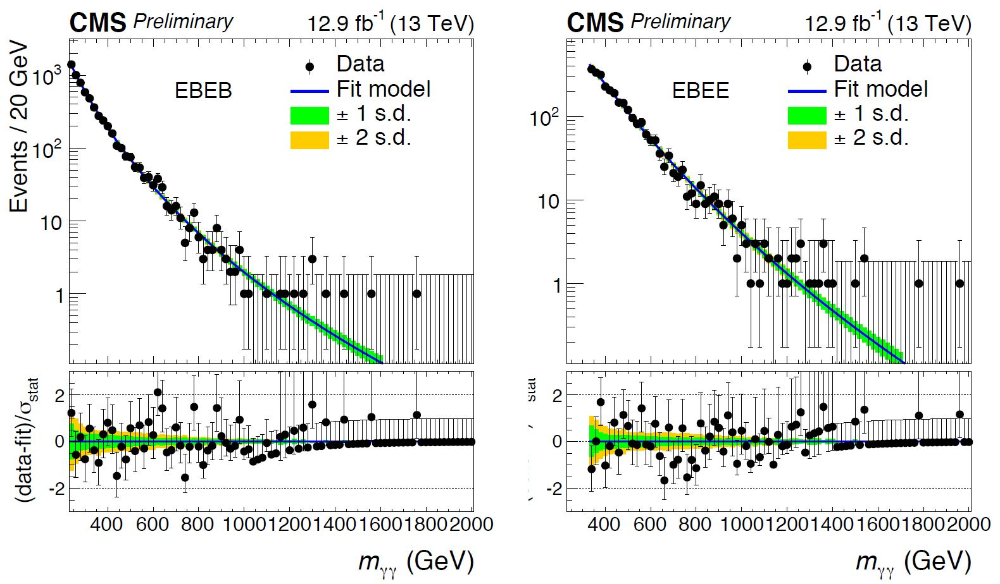 CMS Preliminary 12.9 fb⁻¹ (13 TeV)
Events / 20 GeV
10³
10²
10
1
EBEB
Data
Fit model
± 1 s.d.
± 2 s.d.
(data-fit)/σstat
2
0
-2
400 600 800 1000 1200 1400 1600 1800 2000
mγγ (GeV)
CMS Preliminary 12.9 fb⁻¹ (13 TeV)
10²
10
1
EBEE
Data
Fit model
± 1 s.d.
± 2 s.d.
stat
2
0
-2
400 600 800 1000 1200 1400 1600 1800 2000
mγγ (GeV)